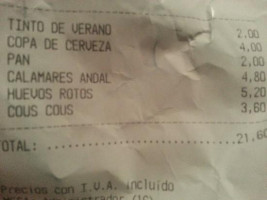 TINTO DE VERANO 2,00
COPA DE CERVEZA 4,00
PAN 2,00
CALAMARES ANDAL 4,80
HUEVOS ROTOS 5,20
COUS COUS 3,60
TOTAL: .................. 21,60
Precios con I.V.A. incluido